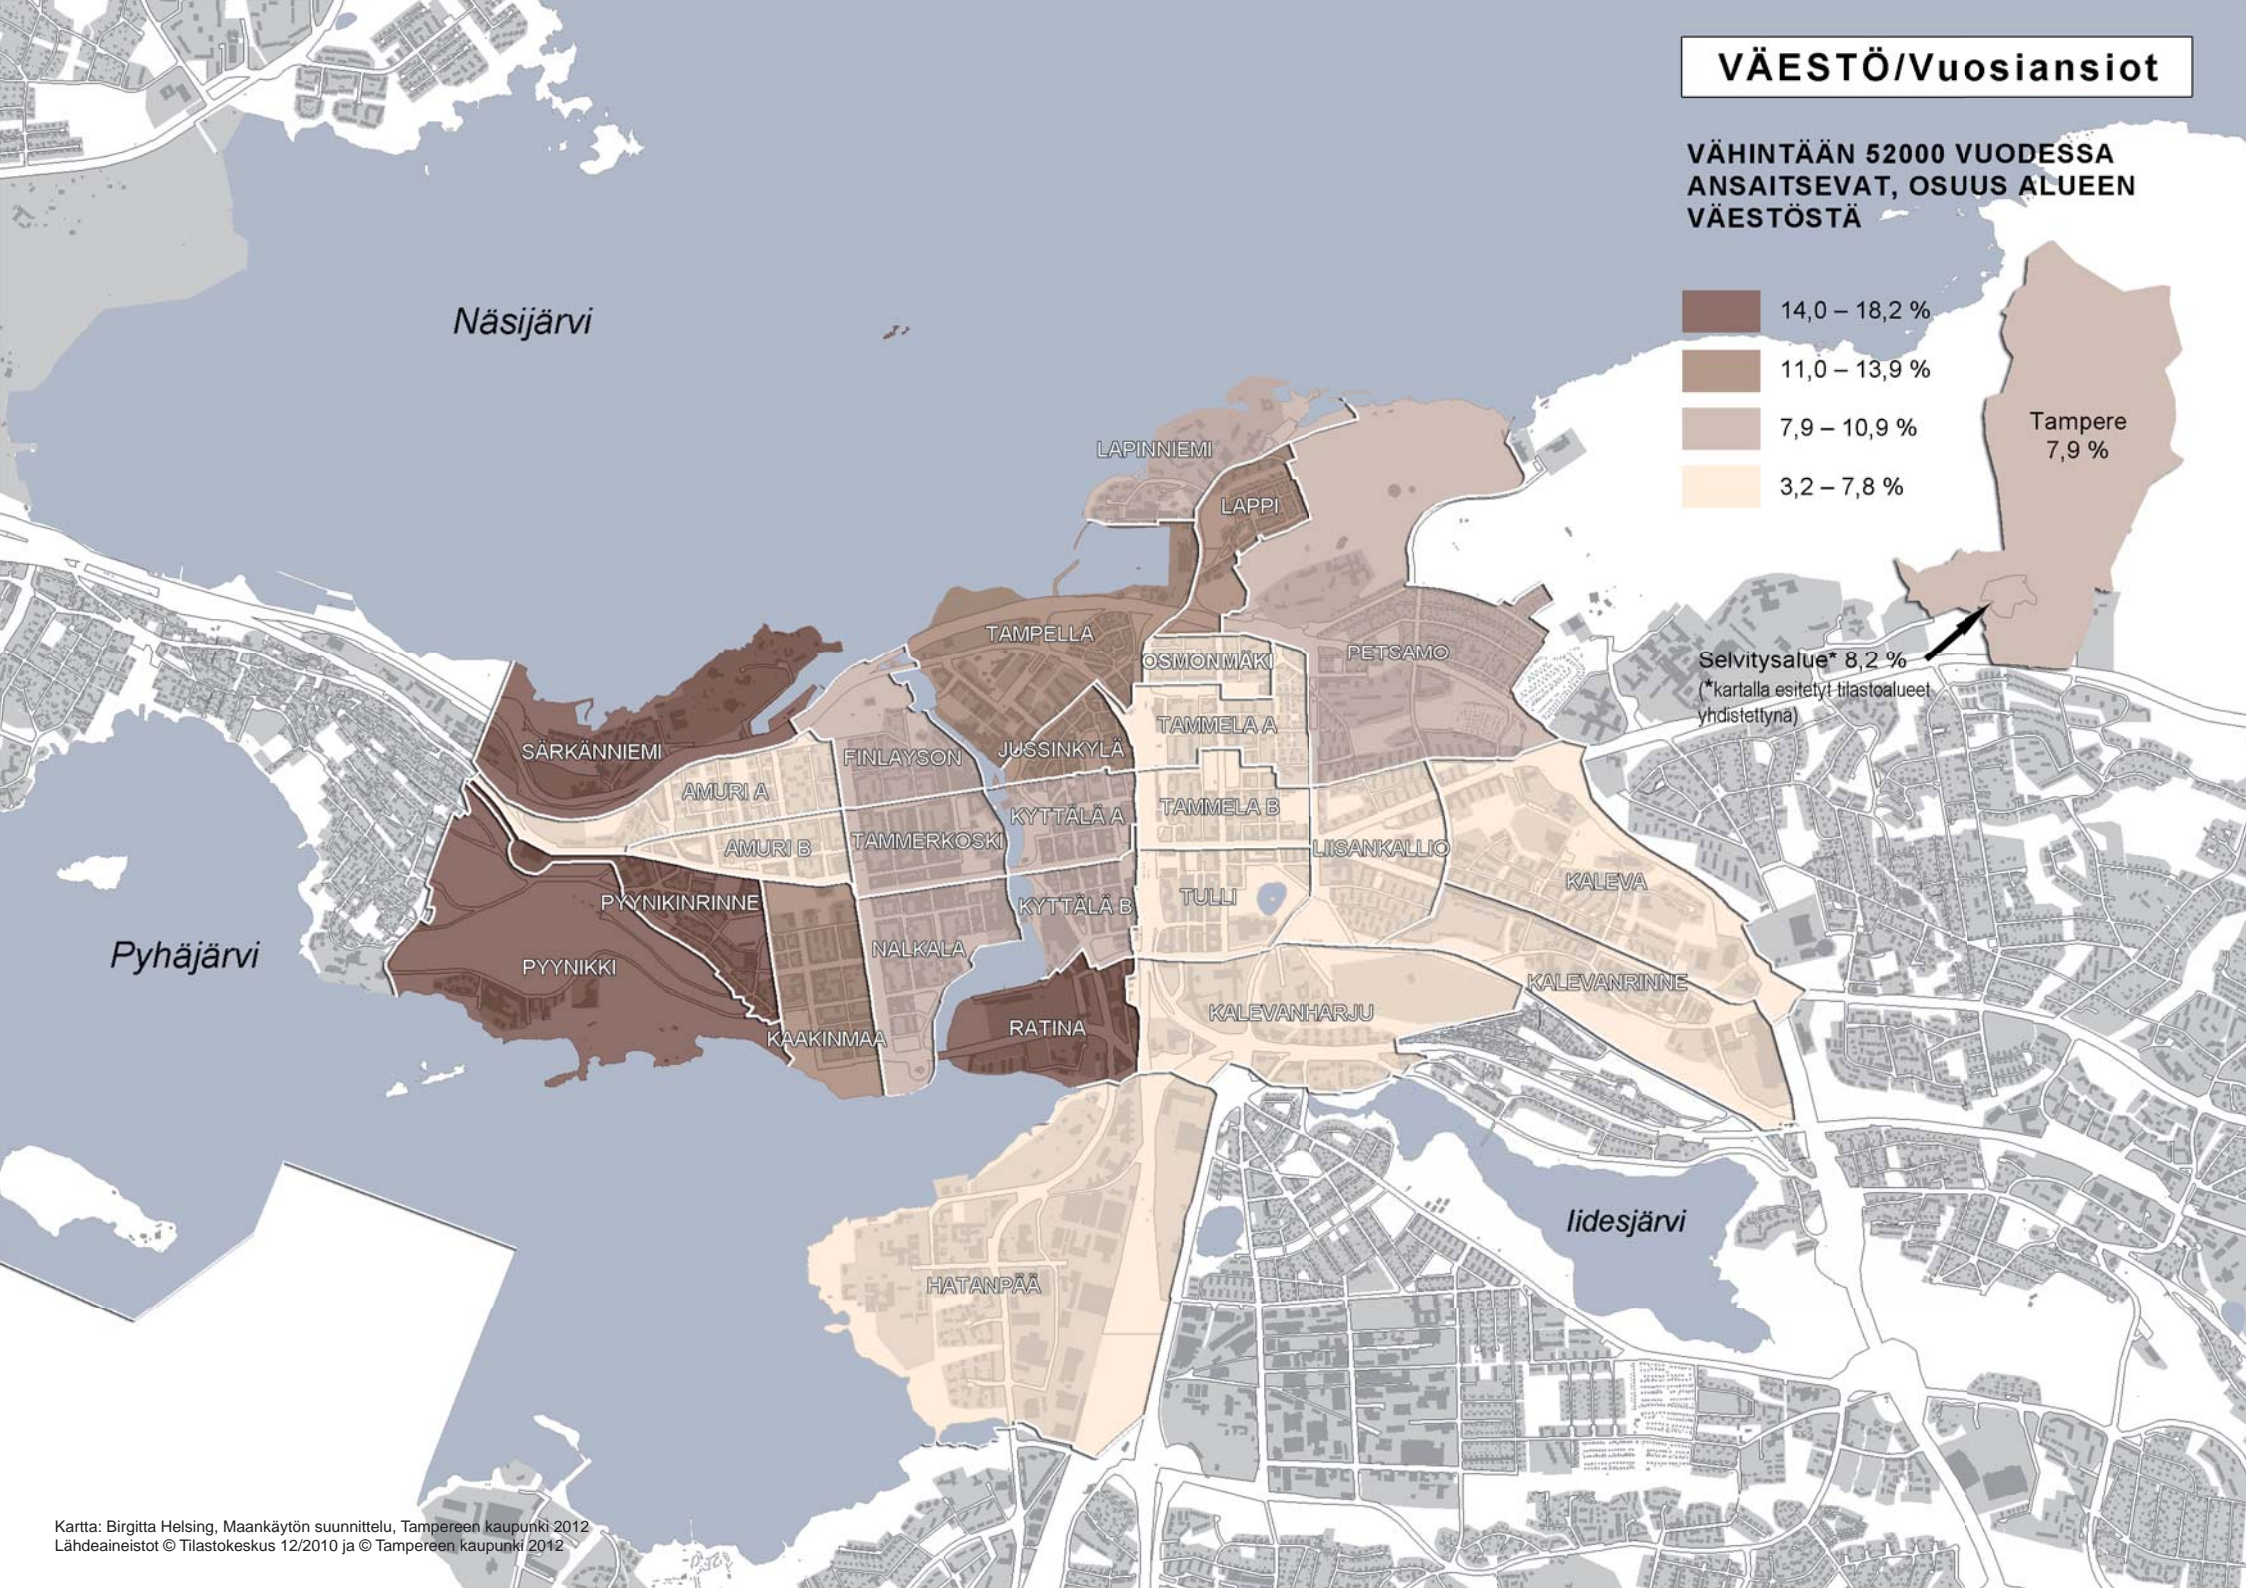 VÄESTÖ/Vuosiansiot
VÄHINTÄÄN 52000 VUODESSA
ANSAITSEVAT, OSUUS ALUEEN
VÄESTÖSTÄ
14,0 – 18,2 %
11,0 – 13,9 %
7,9 – 10,9 %
3,2 – 7,8 %
Tampere
7,9 %
Selvitysalue* 8,2 %
(*kartalla esitetyt tilastoalueet
yhdistettynä)
Näsijärvi
LAPINNIEMI
LAPPI
TAMPELLA
OSMONMÄKI
PETSAMO
SÄRKÄNNIEMI
FINLAYSON
JUSSINKYLÄ
TAMMELA A
AMURI A
KYTTÄLÄ A
TAMMELA B
AMURI B
TAMMERKOSKI
LIISANKALLIO
KALEVA
PYYNIKINRINNE
KYTTÄLÄ B
TULLI
NALKALA
Pyhäjärvi
PYYNIKKI
KALEVANRINNE
KAAKINMAA
RATINA
KALEVANHARJU
Iidesjärvi
HATANPÄÄ
Kartta: Birgitta Helsing, Maankäytön suunnittelu, Tampereen kaupunki 2012
Lähdeaineistot © Tilastokeskus 12/2010 ja © Tampereen kaupunki 2012